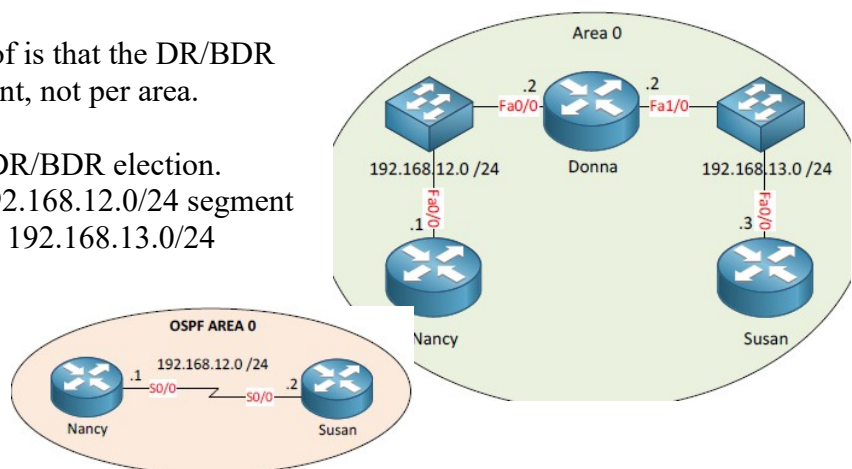 of is that the DR/BDR
nt, not per area.
DR/BDR election.
92.168.12.0/24 segment
192.168.13.0/24
Area 0
.2
.2
Fa0/0
Fa1/0
192.168.12.0 /24
Donna
192.168.13.0 /24
Fa0/0
Fa0/0
.1
.3
Nancy
Susan
OSPF AREA 0
192.168.12.0 /24
.1
S0/0
.2
S0/0
Nancy
Susan